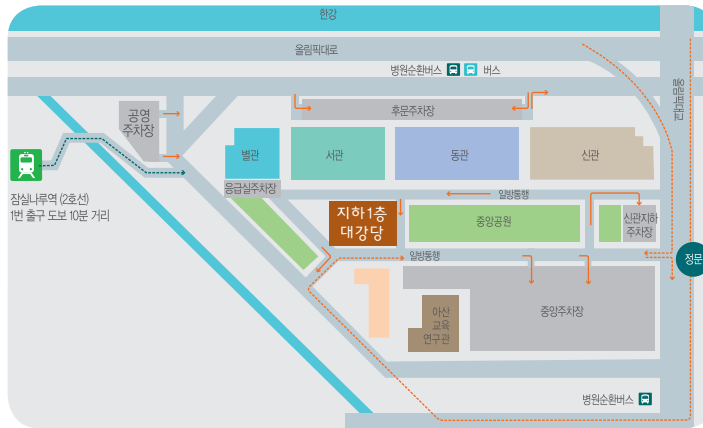 한강
올림픽대로
병원순환버스 버스
올림픽대교
공영
주차장
후문주차장
별관
서관
동관
신관
잠실나루역 (2호선)
1번 출구 도보 10분 거리
응급실주차장
일방통행
지하1층
대강당
중앙공원
신관지하
주차장
일방통행
정문
아산
교육
연구관
중앙주차장
병원순환버스